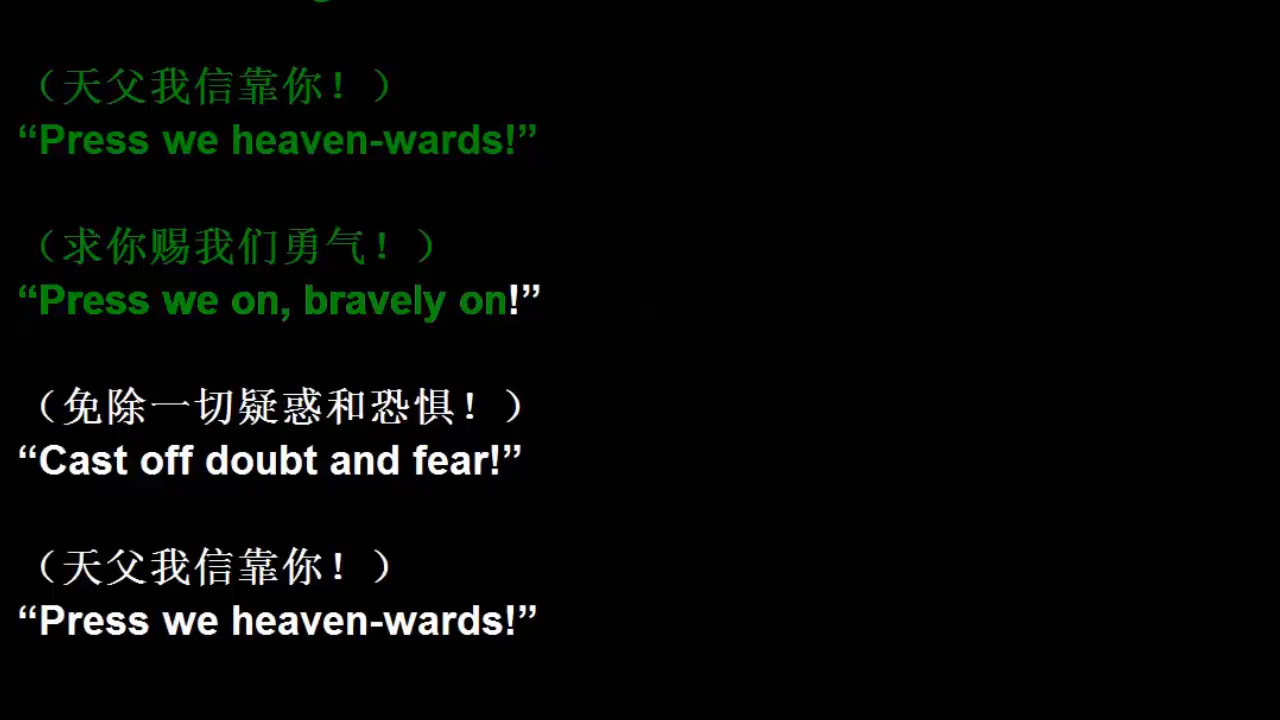 （天父我信靠你！）
“Press we heaven-wards!”
（求你赐我们勇气！）
“Press we on, bravely on!”
（免除一切疑惑和恐惧！）
“Cast off doubt and fear!”
（天父我信靠你！）
“Press we heaven-wards!”